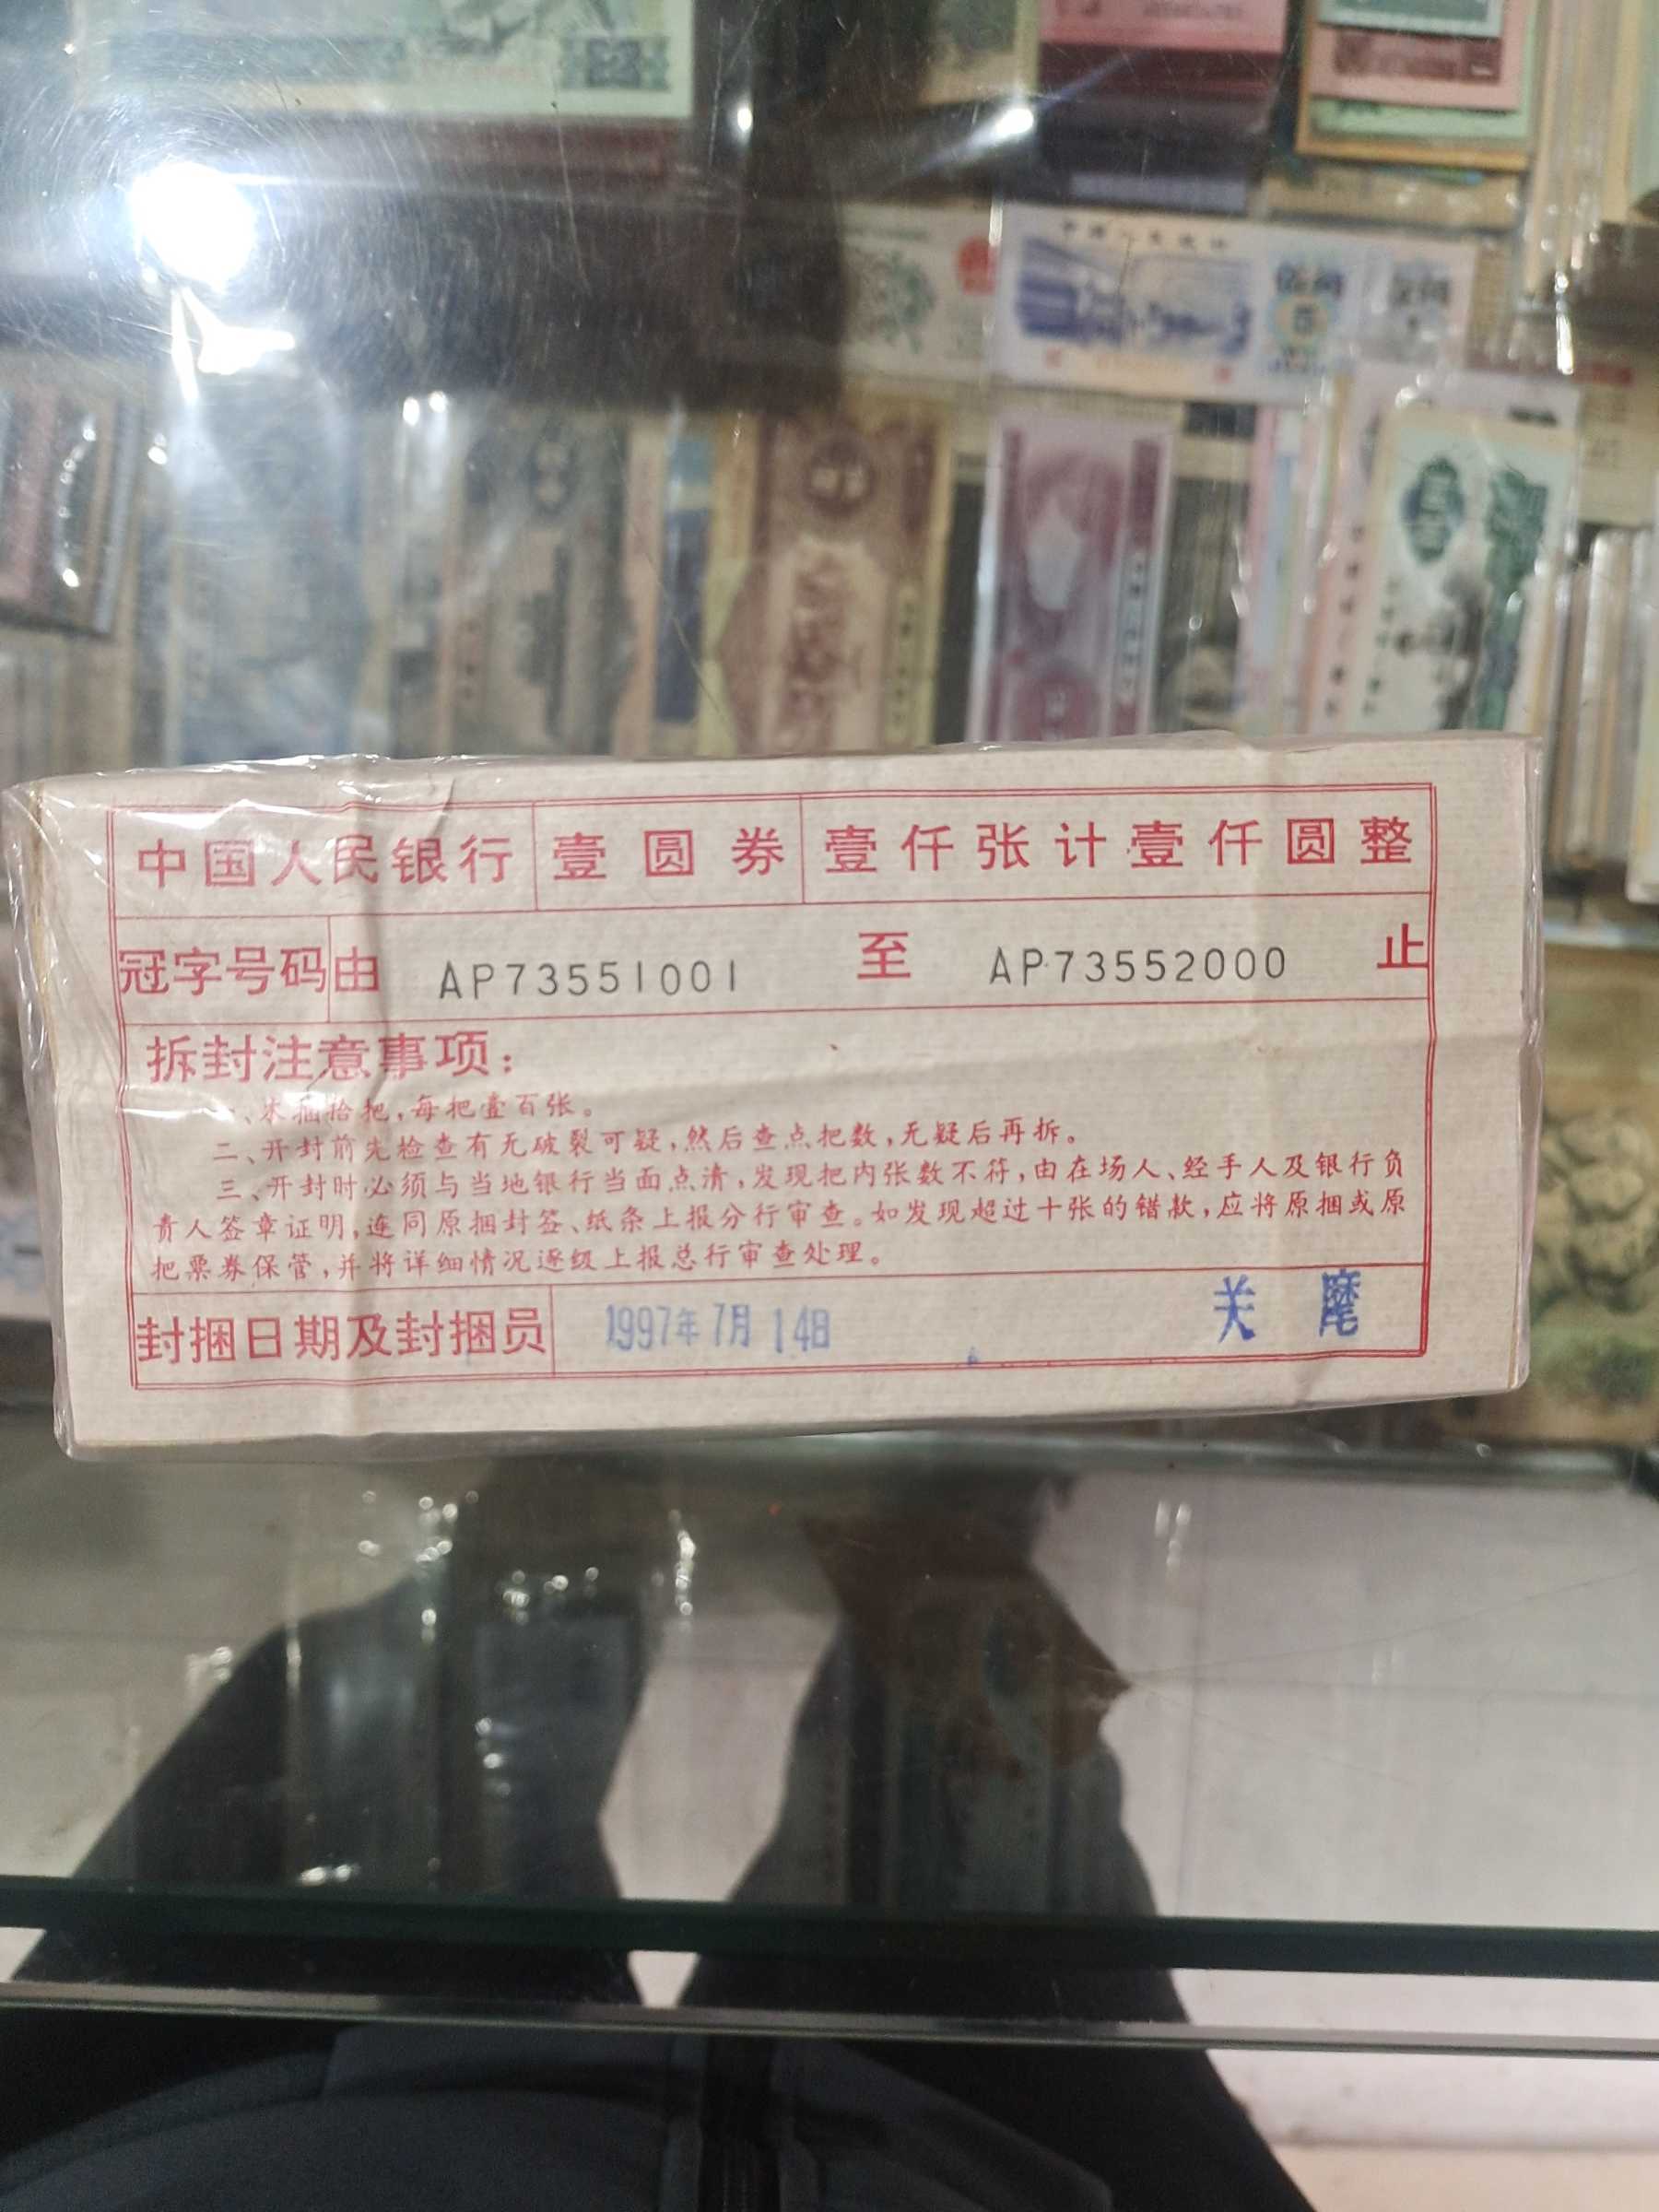 中国人民银行 壹圆券 壹仟张计壹仟圆整
冠字号码由 AP73551001 至 AP73552000 止
拆封注意事项：
一、本捆拾把，每把壹百张。
二、开封前先检查有无破裂可疑，然后查点把数，无疑后再拆。
三、开封时必须与当地银行当面点清，发现把内张数不符，由在场人、经手人及银行负
责人签章证明，连同原捆封签、纸条上报分行审查。如发现超过十张的错款，应将原捆或原
把票券保管，并将详细情况逐级上报总行审查处理。
封捆日期及封捆员 1997年7月14日 关